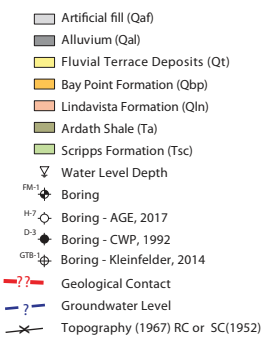 Artificial fill (Qaf)
Alluvium (Qal)
Fluvial Terrace Deposits (Qt)
Bay Point Formation (Qbp)
Lindavista Formation (Qln)
Ardath Shale (Ta)
Scripps Formation (Tsc)
Water Level Depth
FM-1 Boring
H-7 Boring - AGE, 2017
D-3 Boring - CWP, 1992
GTB-1 Boring - Kleinfelder, 2014
?? Geological Contact
? Groundwater Level
Topography (1967) RC or SC(1952)